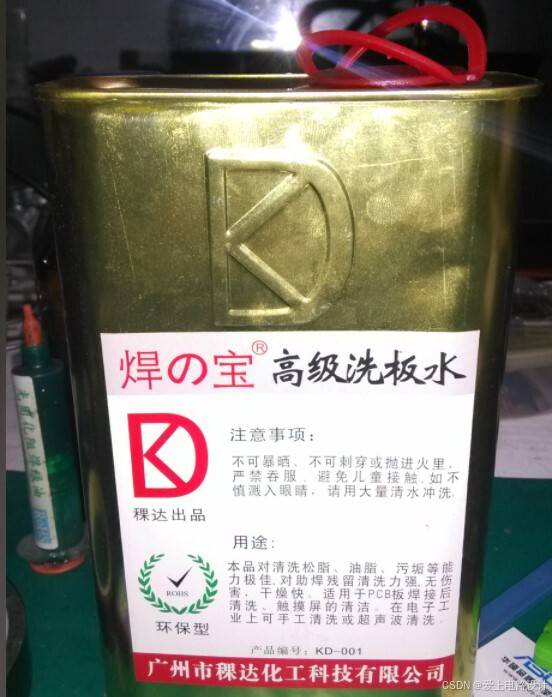 焊の宝® 高级洗板水
注意事项：
不可暴晒、不可刺穿或抛进火里，
严禁吞服．避免儿童接触．如不
慎溅入眼睛，请用大量清水冲洗．
稞达出品
用途：
本品对清洗松脂、油脂、污垢等能
力极佳．对助焊残留清洗力强．无伤
害，干燥快。适用于PCB板焊接后
清洗、触摸屏的清洁。在电子工
业上可手工清洗或超声波清洗。
ROHS
环保型
产品编号：KD-001
广州市稞达化工科技有限公司
CSDN @爱上电路设计